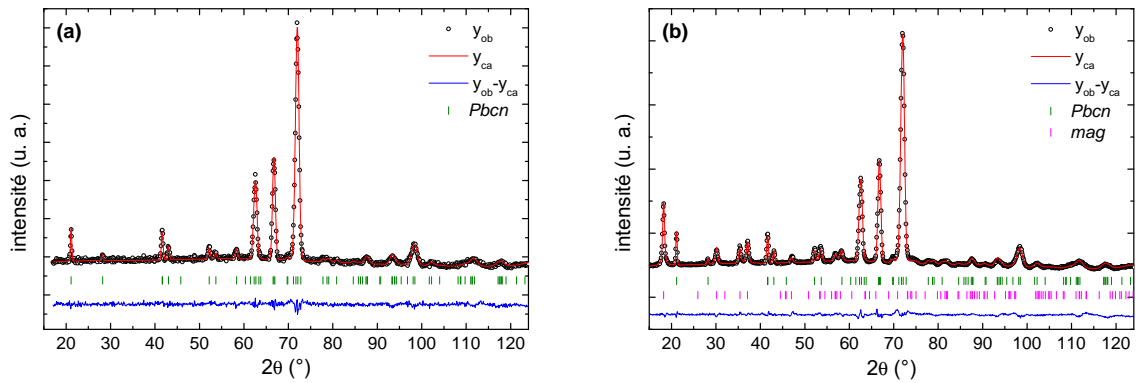 (a)
y_ob
y_ca
y_ob-y_ca
Pbcn
intensité (u. a.)
20 30 40 50 60 70 80 90 100 110 120
2θ (°)
(b)
y_ob
y_ca
y_ob-y_ca
Pbcn
mag
intensité (u. a.)
20 30 40 50 60 70 80 90 100 110 120
2θ (°)